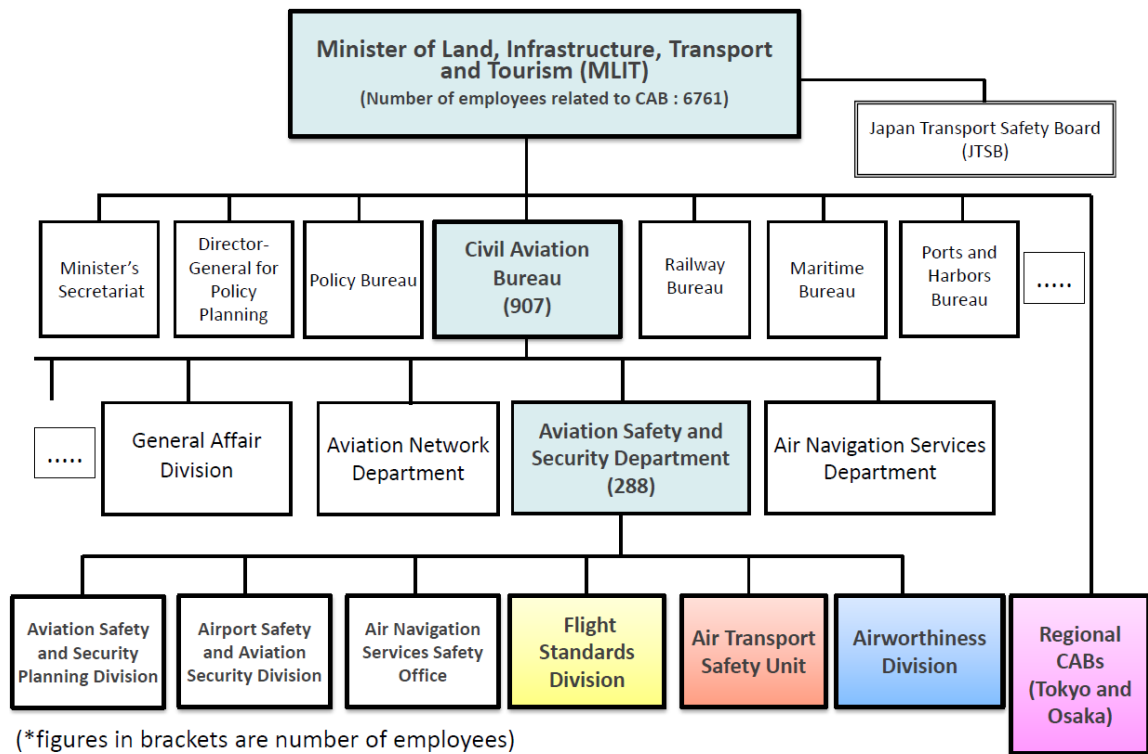 Minister of Land, Infrastructure, Transport
and Tourism (MLIT)
(Number of employees related to CAB : 6761)
Japan Transport Safety Board
(JTSB)
Minister's
Secretariat
Director-
General for
Policy
Planning
Policy Bureau
Civil Aviation
Bureau
(907)
Railway
Bureau
Maritime
Bureau
Ports and
Harbors
Bureau
.....
.....
General Affair
Division
Aviation Network
Department
Aviation Safety and
Security Department
(288)
Air Navigation Services
Department
Aviation Safety
and Security
Planning Division
Airport Safety
and Aviation
Security Division
Air Navigation
Services Safety
Office
Flight
Standards
Division
Air Transport
Safety Unit
Airworthiness
Division
Regional
CABs
(Tokyo and
Osaka)
(*figures in brackets are number of employees)